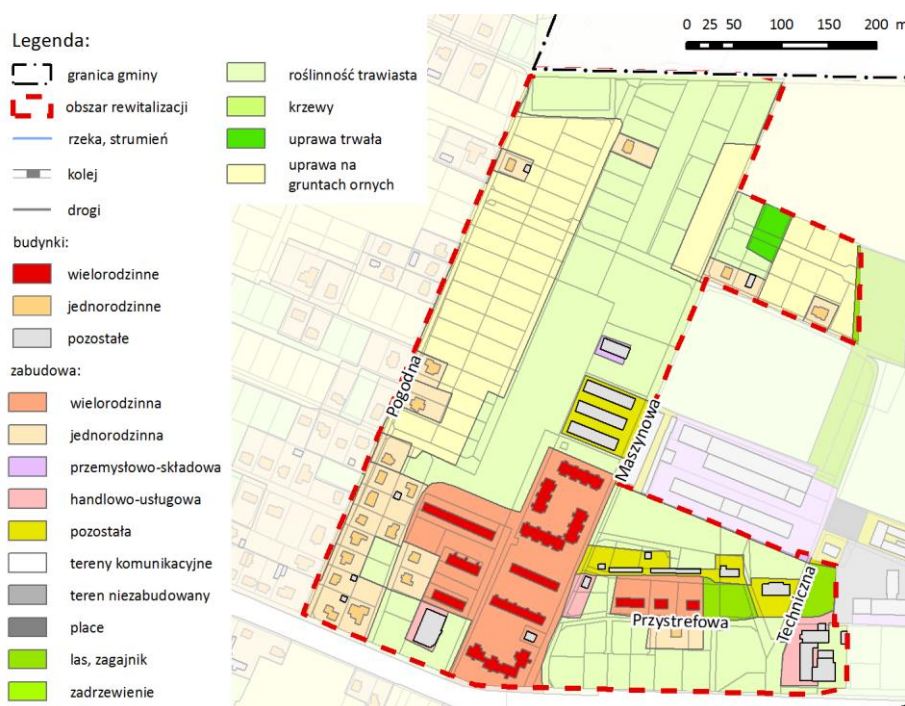 Legenda:
granica gminy
obszar rewitalizacji
rzeka, strumień
kolej
drogi
budynki:
wielorodzinne
jednorodzinne
pozostałe
zabudowa:
wielorodzinna
jednorodzinna
przemysłowo-składowa
handlowo-usługowa
pozostała
tereny komunikacyjne
teren niezabudowany
place
las, zagajnik
zadrzewienie
roślinność trawiasta
krzewy
uprawa trwała
uprawa na
gruntach ornych
0 25 50 100 150 200 m
Pogodna
Maszynowa
Przystrefowa
Techniczna